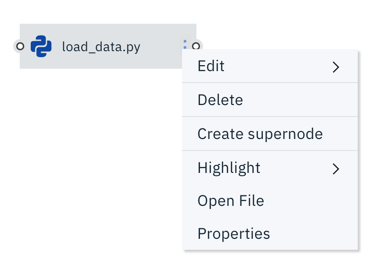 load_data.py
Edit
Delete
Create supernode
Highlight
Open File
Properties